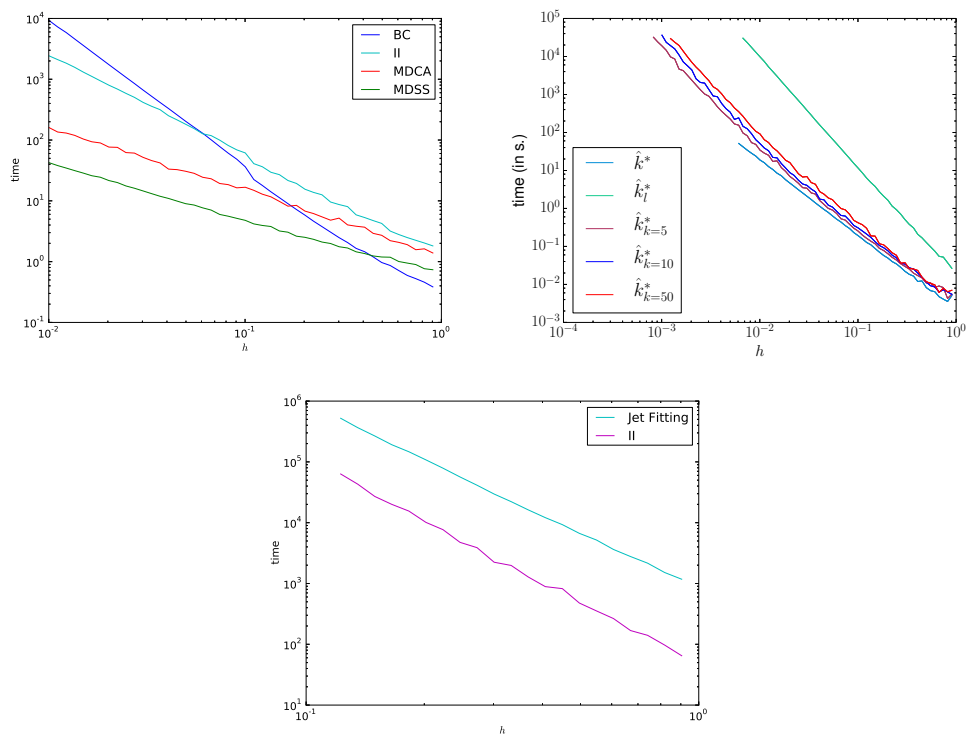 10^4
10^3
10^2
10^1
10^0
10^-1
time
10^-2
10^-1
10^0
h
BC
II
MDCA
MDSS
10^5
10^4
10^3
10^2
10^1
10^0
10^-1
10^-2
10^-3
time (in s.)
10^-4
10^-3
10^-2
10^-1
10^0
h
k̂*
k̂*_l
k̂*_{k=5}
k̂*_{k=10}
k̂*_{k=50}
10^6
10^5
10^4
10^3
10^2
10^1
time
10^-1
10^0
h
Jet Fitting
II